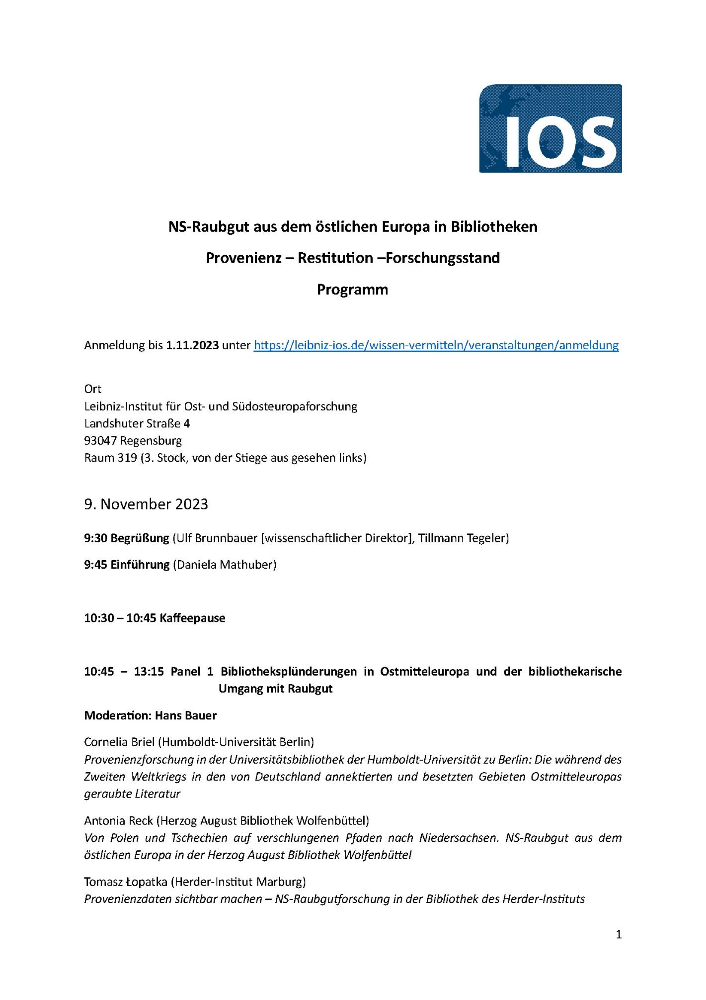 IOS
NS-Raubgut aus dem östlichen Europa in Bibliotheken
Provenienz – Restitution –Forschungsstand
Programm
Anmeldung bis 1.11.2023 unter https://leibniz-ios.de/wissen-vermitteln/veranstaltungen/anmeldung
Ort
Leibniz-Institut für Ost- und Südosteuropaforschung
Landshuter Straße 4
93047 Regensburg
Raum 319 (3. Stock, von der Stiege aus gesehen links)
9. November 2023
9:30 Begrüßung (Ulf Brunnbauer [wissenschaftlicher Direktor], Tillmann Tegeler)
9:45 Einführung (Daniela Mathuber)
10:30 – 10:45 Kaffeepause
10:45 – 13:15 Panel 1 Bibliotheksplünderungen in Ostmitteleuropa und der bibliothekarische
Umgang mit Raubgut
Moderation: Hans Bauer
Cornelia Briel (Humboldt-Universität Berlin)
Provenienzforschung in der Universitätsbibliothek der Humboldt-Universität zu Berlin: Die während des
Zweiten Weltkriegs in den von Deutschland annektierten und besetzten Gebieten Ostmitteleuropas
geraubte Literatur
Antonia Reck (Herzog August Bibliothek Wolfenbüttel)
Von Polen und Tschechien auf verschlungenen Pfaden nach Niedersachsen. NS-Raubgut aus dem
östlichen Europa in der Herzog August Bibliothek Wolfenbüttel
Tomasz Łopatka (Herder-Institut Marburg)
Provenienzdaten sichtbar machen – NS-Raubgutforschung in der Bibliothek des Herder-Instituts
1